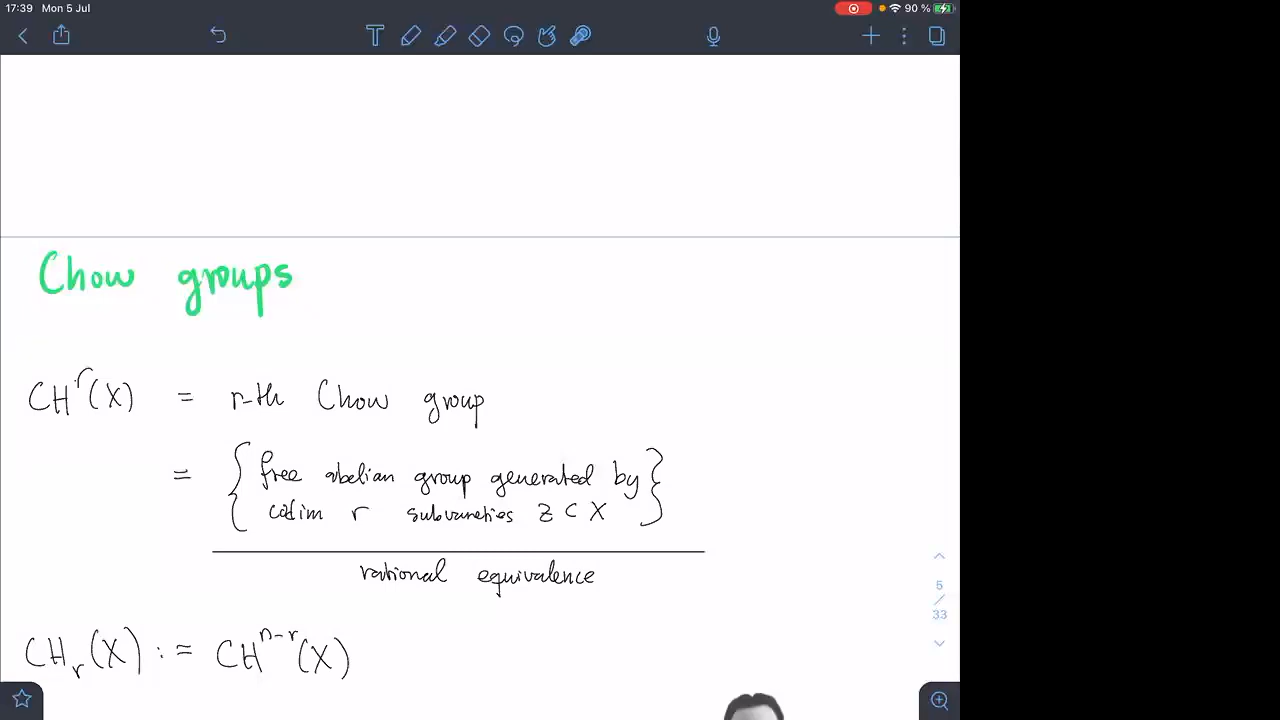 17:39 Mon 5 Jul
90 %
T
Chow groups
CH^r(X) = r-th Chow group
= { free abelian group generated by
codim r subvarieties Z ⊂ X }
rational equivalence
5
/
33
CH_r(X) := CH^{n-r}(X)